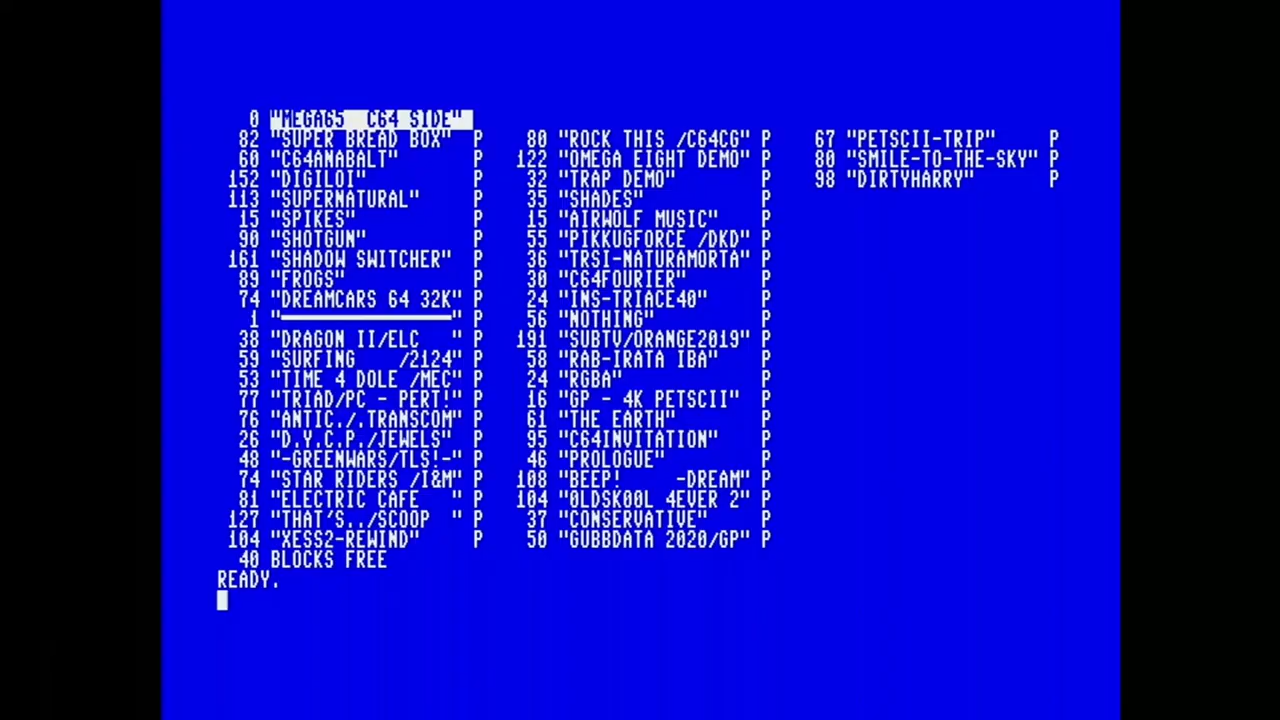 0 "MEGA65  C64 SIDE"
82 "SUPER BREAD BOX" P 80 "ROCK THIS /C64CG" P 67 "PETSCII-TRIP" P
60 "C64ANABALT" P 122 "OMEGA EIGHT DEMO" P 80 "SMILE-TO-THE-SKY" P
152 "DIGILOI" P 32 "TRAP DEMO" P 98 "DIRTYHARRY" P
113 "SUPERNATURAL" P 35 "SHADES" P
15 "SPIKES" P 15 "AIRWOLF MUSIC" P
90 "SHOTGUN" P 55 "PIKKUGFORCE /DKD" P
161 "SHADOW SWITCHER" P 36 "TRSI-NATURAMORTA" P
89 "FROGS" P 30 "C64FOURIER" P
74 "DREAMCARS 64 32K" P 24 "INS-TRIACE40" P
1 "────────────────" P 56 "NOTHING" P
38 "DRAGON II/ELC   " P 191 "SUBTV/ORANGE2019" P
59 "SURFING    /2124" P 58 "RAB-IRATA IBA" P
53 "TIME 4 DOLE /MEC" P 24 "RGBA" P
77 "TRIAD/PC - PERT!" P 16 "GP - 4K PETSCII" P
76 "ANTIC./.TRANSCOM" P 61 "THE EARTH" P
26 "D.Y.C.P./JEWELS" P 95 "C64INVITATION" P
48 "-GREENWARS/TLS!-" P 46 "PROLOGUE" P
74 "STAR RIDERS /I&M" P 108 "BEEP!     -DREAM" P
81 "ELECTRIC CAFE   " P 104 "0LDSK00L 4EVER 2" P
127 "THAT'S../SCOOP  " P 37 "CONSERVATIVE" P
104 "XESS2-REWIND" P 50 "GUBBDATA 2020/GP" P
40 BLOCKS FREE
READY.